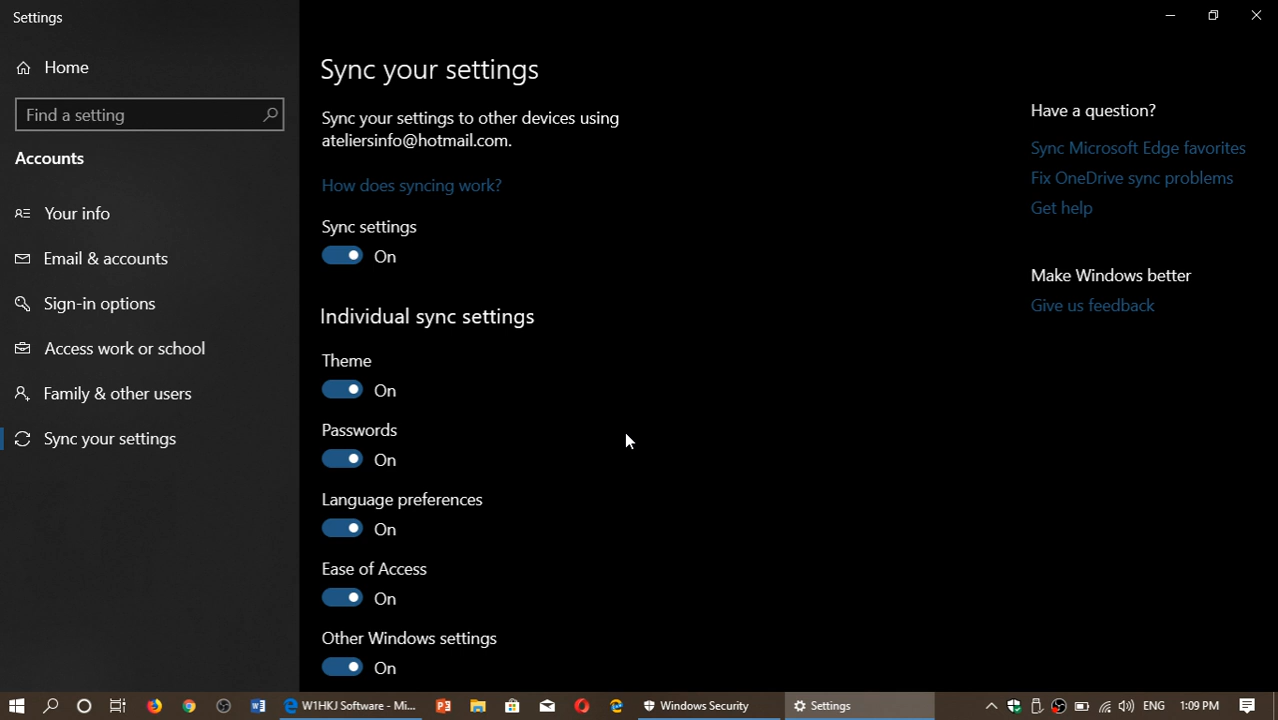 Settings
Home
Find a setting
Accounts
Your info
Email & accounts
Sign-in options
Access work or school
Family & other users
Sync your settings
Sync your settings
Sync your settings to other devices using
ateliersinfo@hotmail.com.
How does syncing work?
Sync settings
On
Individual sync settings
Theme
On
Passwords
On
Language preferences
On
Ease of Access
On
Other Windows settings
On
Have a question?
Sync Microsoft Edge favorites
Fix OneDrive sync problems
Get help
Make Windows better
Give us feedback
W1HKJ Software - Mi...
Windows Security
Settings
ENG
1:09 PM